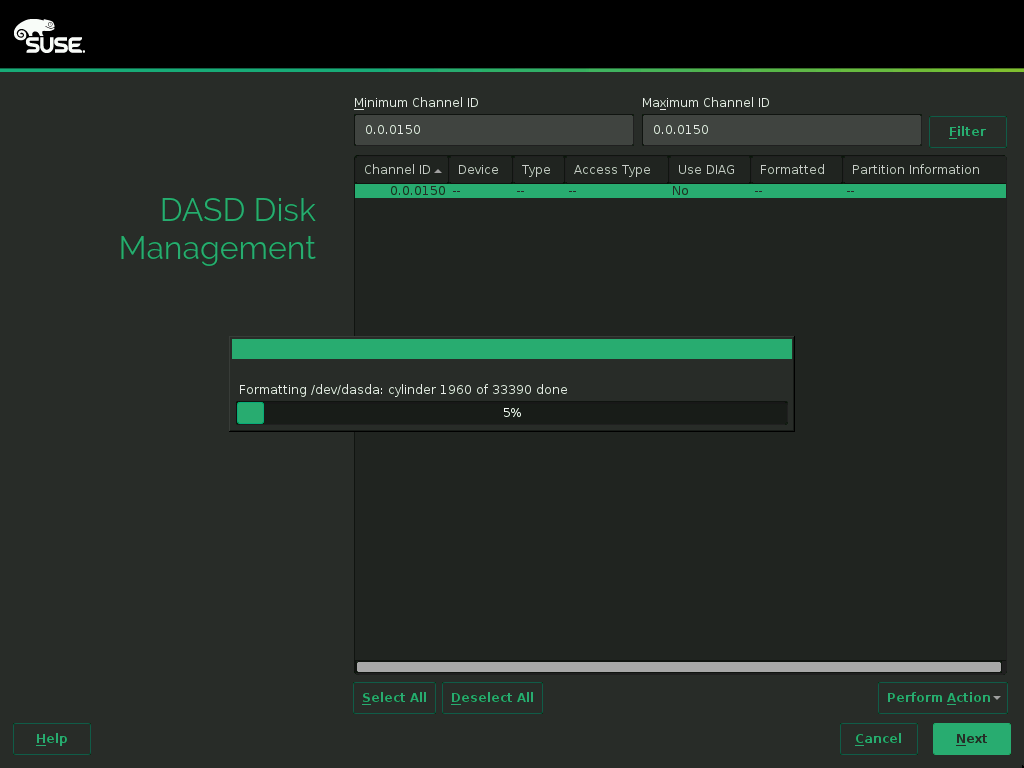 SUSE.
Minimum Channel ID
Maximum Channel ID
0.0.0150
0.0.0150
Filter
Channel ID Device Type Access Type Use DIAG Formatted Partition Information
0.0.0150 -- -- -- No -- --
DASD Disk
Management
Formatting /dev/dasda: cylinder 1960 of 33390 done
5%
Select All
Deselect All
Perform Action
Help
Cancel
Next